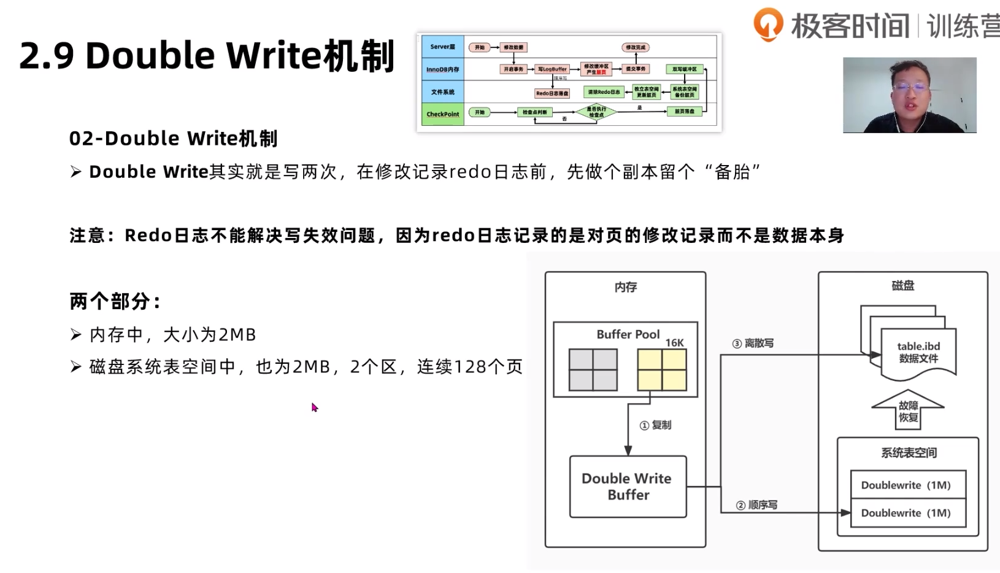 极客时间 训练营
2.9 Double Write机制
Server层
开始
修改数据
修改完成
InnoDB内存
开启事务
写LogBuffer
修改缓冲区
产生脏页
提交事务
双写缓冲区
顺序写
文件系统
Redo日志落盘
清除Redo日志
独立表空间
更新脏页
系统表空间
备份脏页
CheckPoint
开始
检查点判断
是否执行
检查点
是
否
脏页落盘
02-Double Write机制
Double Write其实就是写两次，在修改记录redo日志前，先做个副本留个“备胎”
注意：Redo日志不能解决写失效问题，因为redo日志记录的是对页的修改记录而不是数据本身
两个部分：
内存中，大小为2MB
磁盘系统表空间中，也为2MB，2个区，连续128个页
内存
Buffer Pool
16K
① 复制
Double Write
Buffer
③ 离散写
② 顺序写
磁盘
table.ibd
数据文件
故障
恢复
系统表空间
Doublewrite（1M）
Doublewrite（1M）